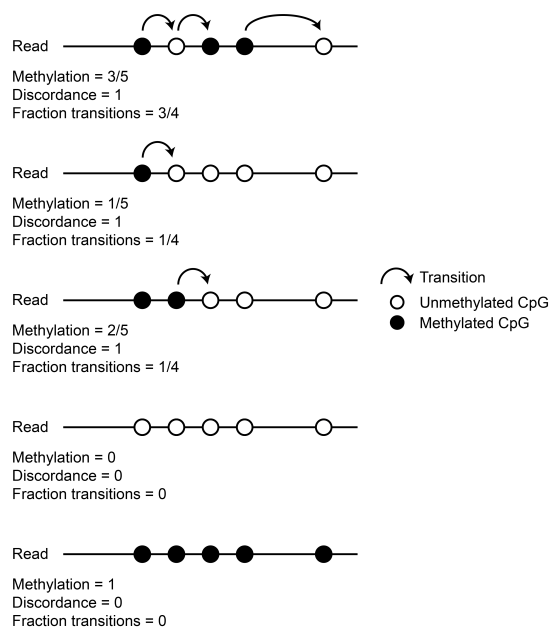 Read
Methylation = 3/5
Discordance = 1
Fraction transitions = 3/4
Read
Methylation = 1/5
Discordance = 1
Fraction transitions = 1/4
Read
Methylation = 2/5
Discordance = 1
Fraction transitions = 1/4
Transition
Unmethylated CpG
Methylated CpG
Read
Methylation = 0
Discordance = 0
Fraction transitions = 0
Read
Methylation = 1
Discordance = 0
Fraction transitions = 0